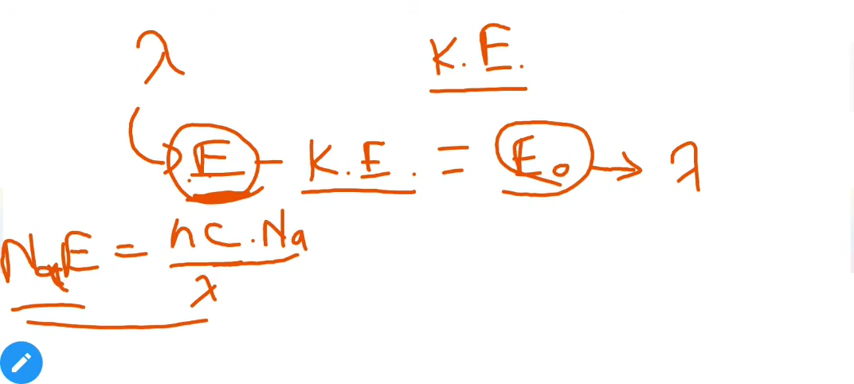 λ K.E.
E - K.E. = E₀ → λ
NₐE = hC.Nₐ
λ